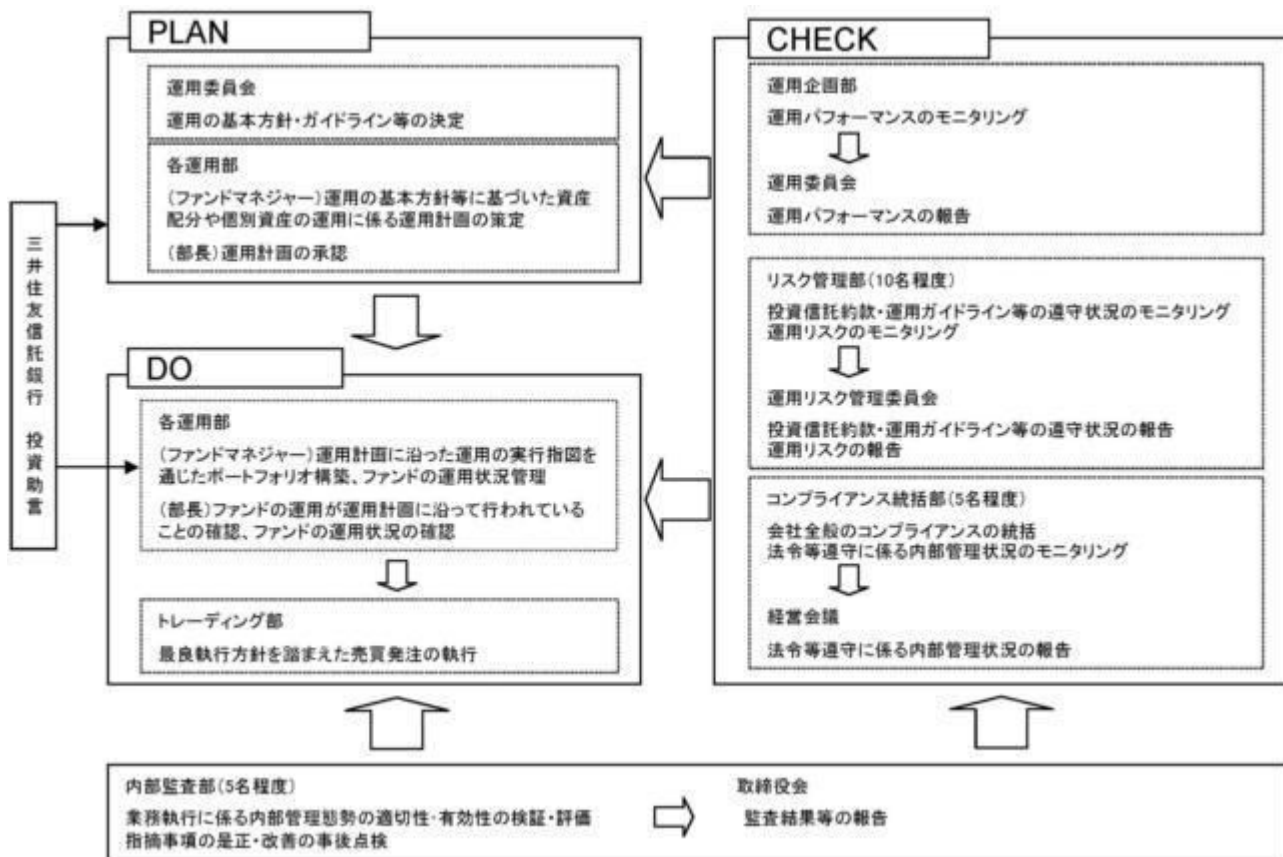 PLAN
運用委員会
運用の基本方針・ガイドライン等の決定
各運用部
(ファンドマネジャー)運用の基本方針等に基づいた資産
配分や個別資産の運用に係る運用計画の策定
(部長)運用計画の承認
三井住友信託銀行 投資助言
DO
各運用部
(ファンドマネジャー)運用計画に沿った運用の実行指図を
通じたポートフォリオ構築、ファンドの運用状況管理
(部長)ファンドの運用が運用計画に沿って行われている
ことの確認、ファンドの運用状況の確認
トレーディング部
最良執行方針を踏まえた売買発注の執行
CHECK
運用企画部
運用パフォーマンスのモニタリング
運用委員会
運用パフォーマンスの報告
リスク管理部(10名程度)
投資信託約款・運用ガイドライン等の遵守状況のモニタリング
運用リスクのモニタリング
運用リスク管理委員会
投資信託約款・運用ガイドライン等の遵守状況の報告
運用リスクの報告
コンプライアンス統括部(5名程度)
会社全般のコンプライアンスの統括
法令等遵守に係る内部管理状況のモニタリング
経営会議
法令等遵守に係る内部管理状況の報告
内部監査部(5名程度)
業務執行に係る内部管理態勢の適切性・有効性の検証・評価
指摘事項の是正・改善の事後点検
取締役会
監査結果等の報告